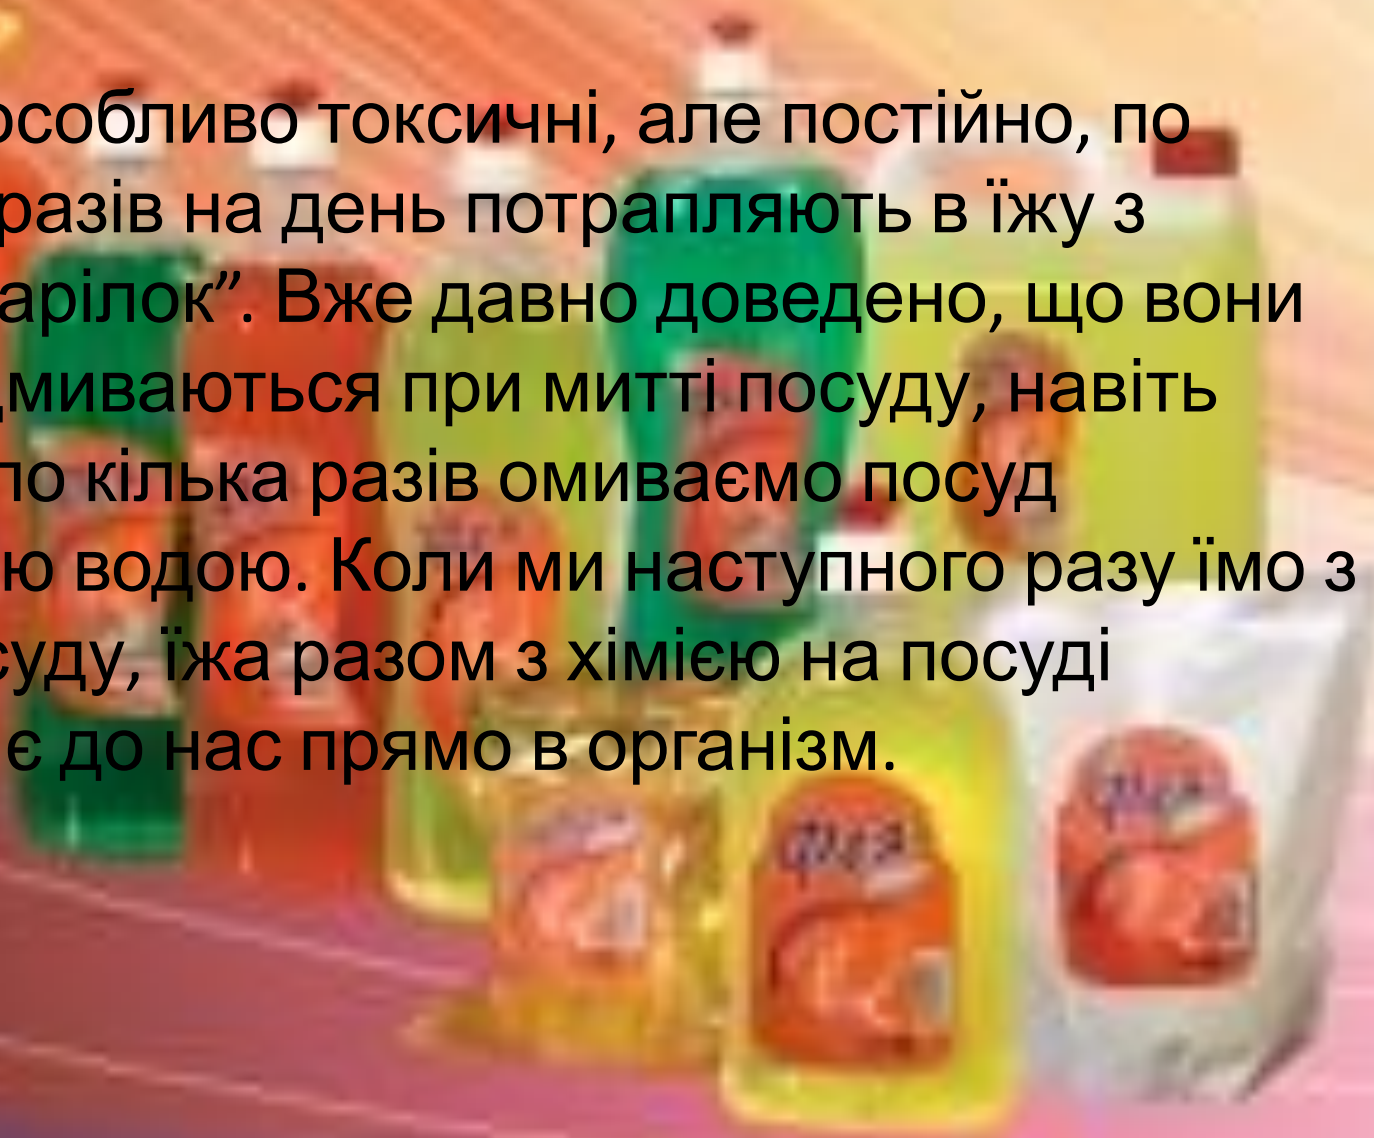 особливо токсичні, але постійно, по
разів на день потрапляють в їжу з
арілок”. Вже давно доведено, що вони
миваються при митті посуду, навіть
по кілька разів омиваємо посуд
ю водою. Коли ми наступного разу їмо з
суду, їжа разом з хімією на посуді
є до нас прямо в організм.